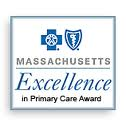 MASSACHUSETTS
Excellence
in Primary Care Award